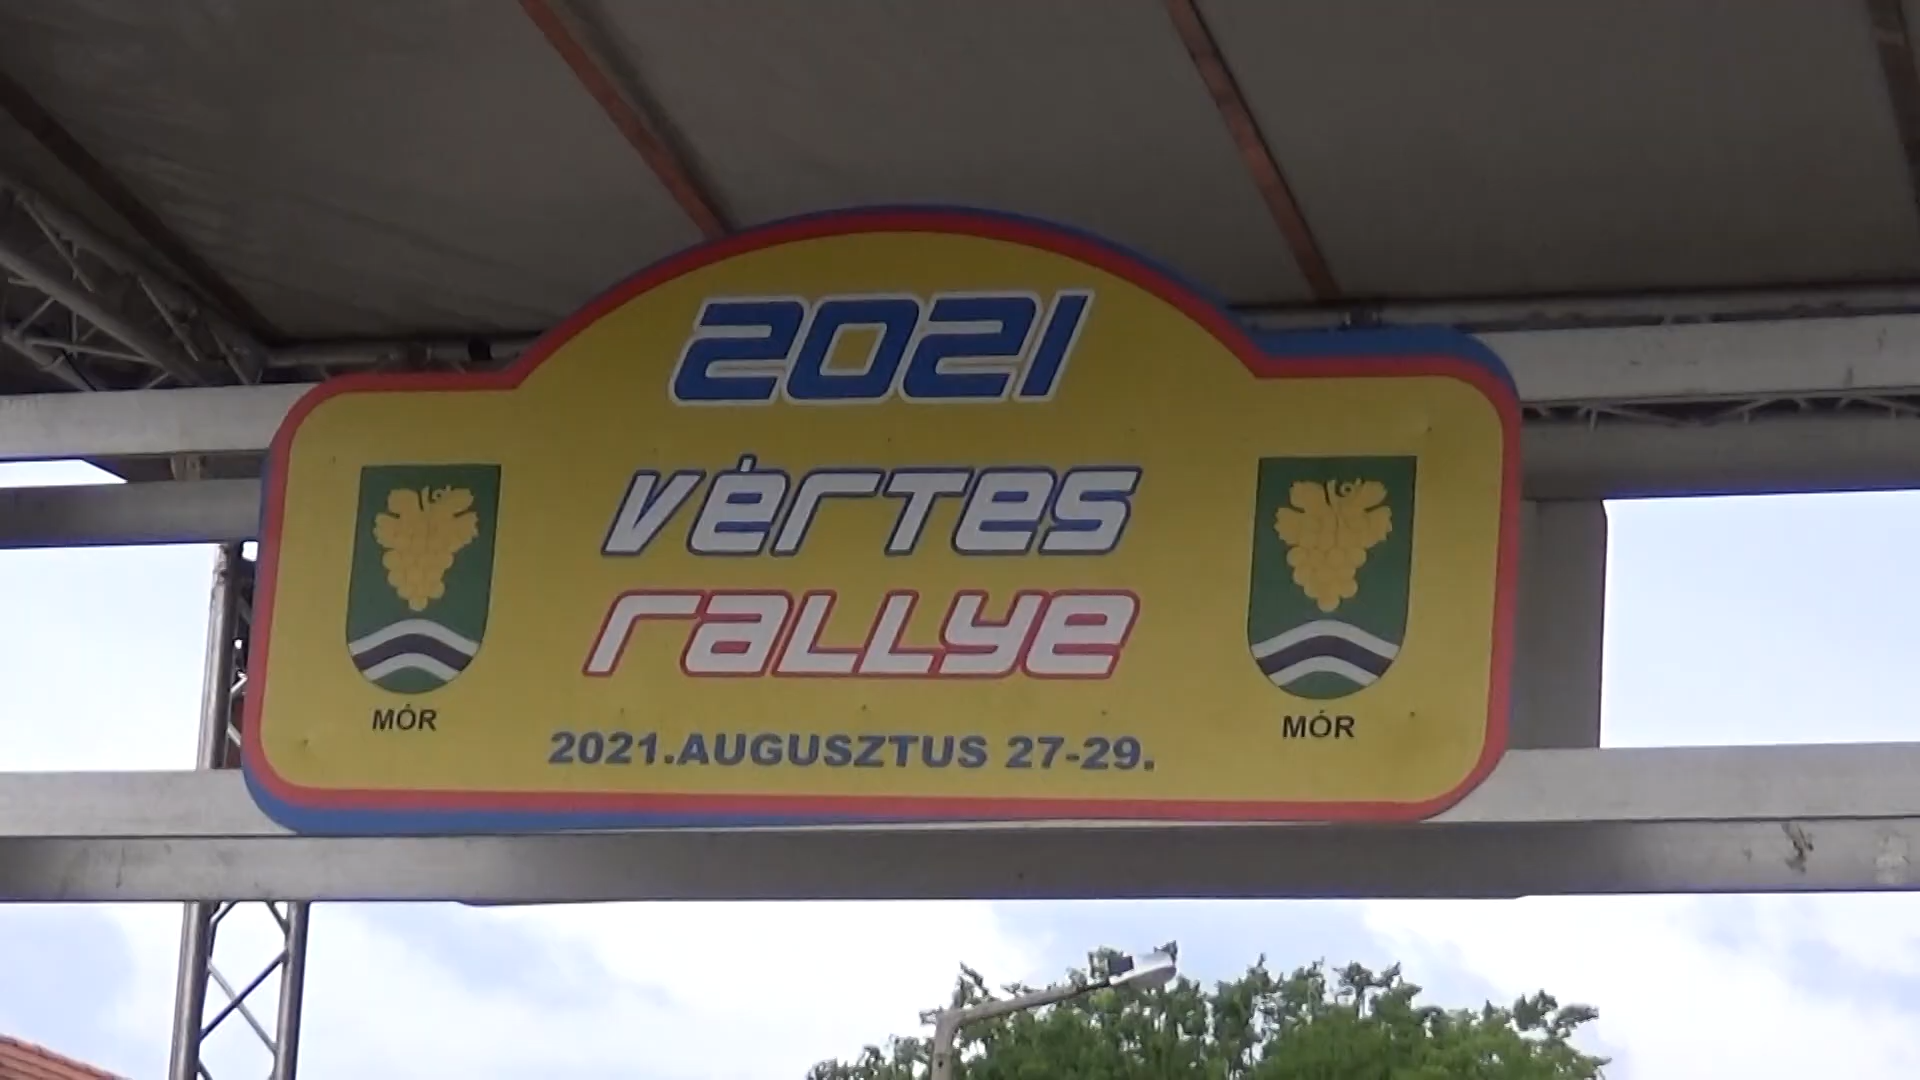 2021
VÉRTES
RALLYE
MÓR
MÓR
2021.AUGUSZTUS 27-29.